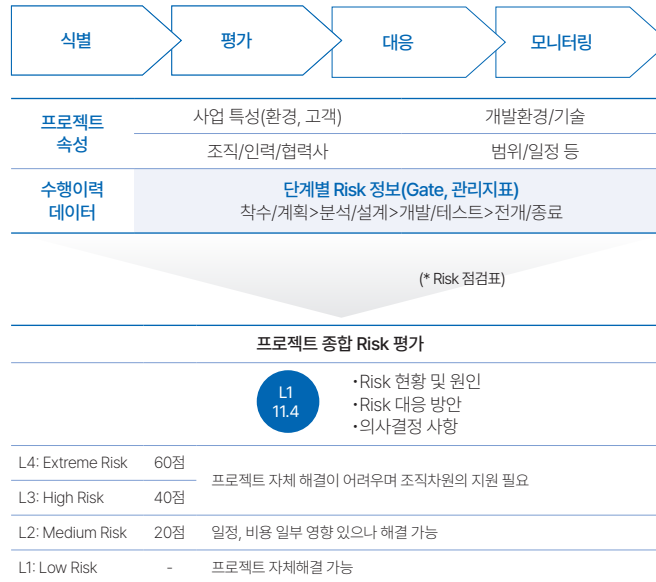 식별 평가 대응 모니터링
프로젝트 속성
사업 특성(환경, 고객) 개발환경/기술
조직/인력/협력사 범위/일정 등
수행이력 데이터
단계별 Risk 정보(Gate, 관리지표)
착수/계획>분석/설계>개발/테스트>전개/종료
(* Risk 점검표)
프로젝트 종합 Risk 평가
L1
11.4
•Risk 현황 및 원인
•Risk 대응 방안
•의사결정 사항
L4: Extreme Risk 60점
프로젝트 자체 해결이 어려우며 조직차원의 지원 필요
L3: High Risk 40점
L2: Medium Risk 20점 일정, 비용 일부 영향 있으나 해결 가능
L1: Low Risk - 프로젝트 자체해결 가능